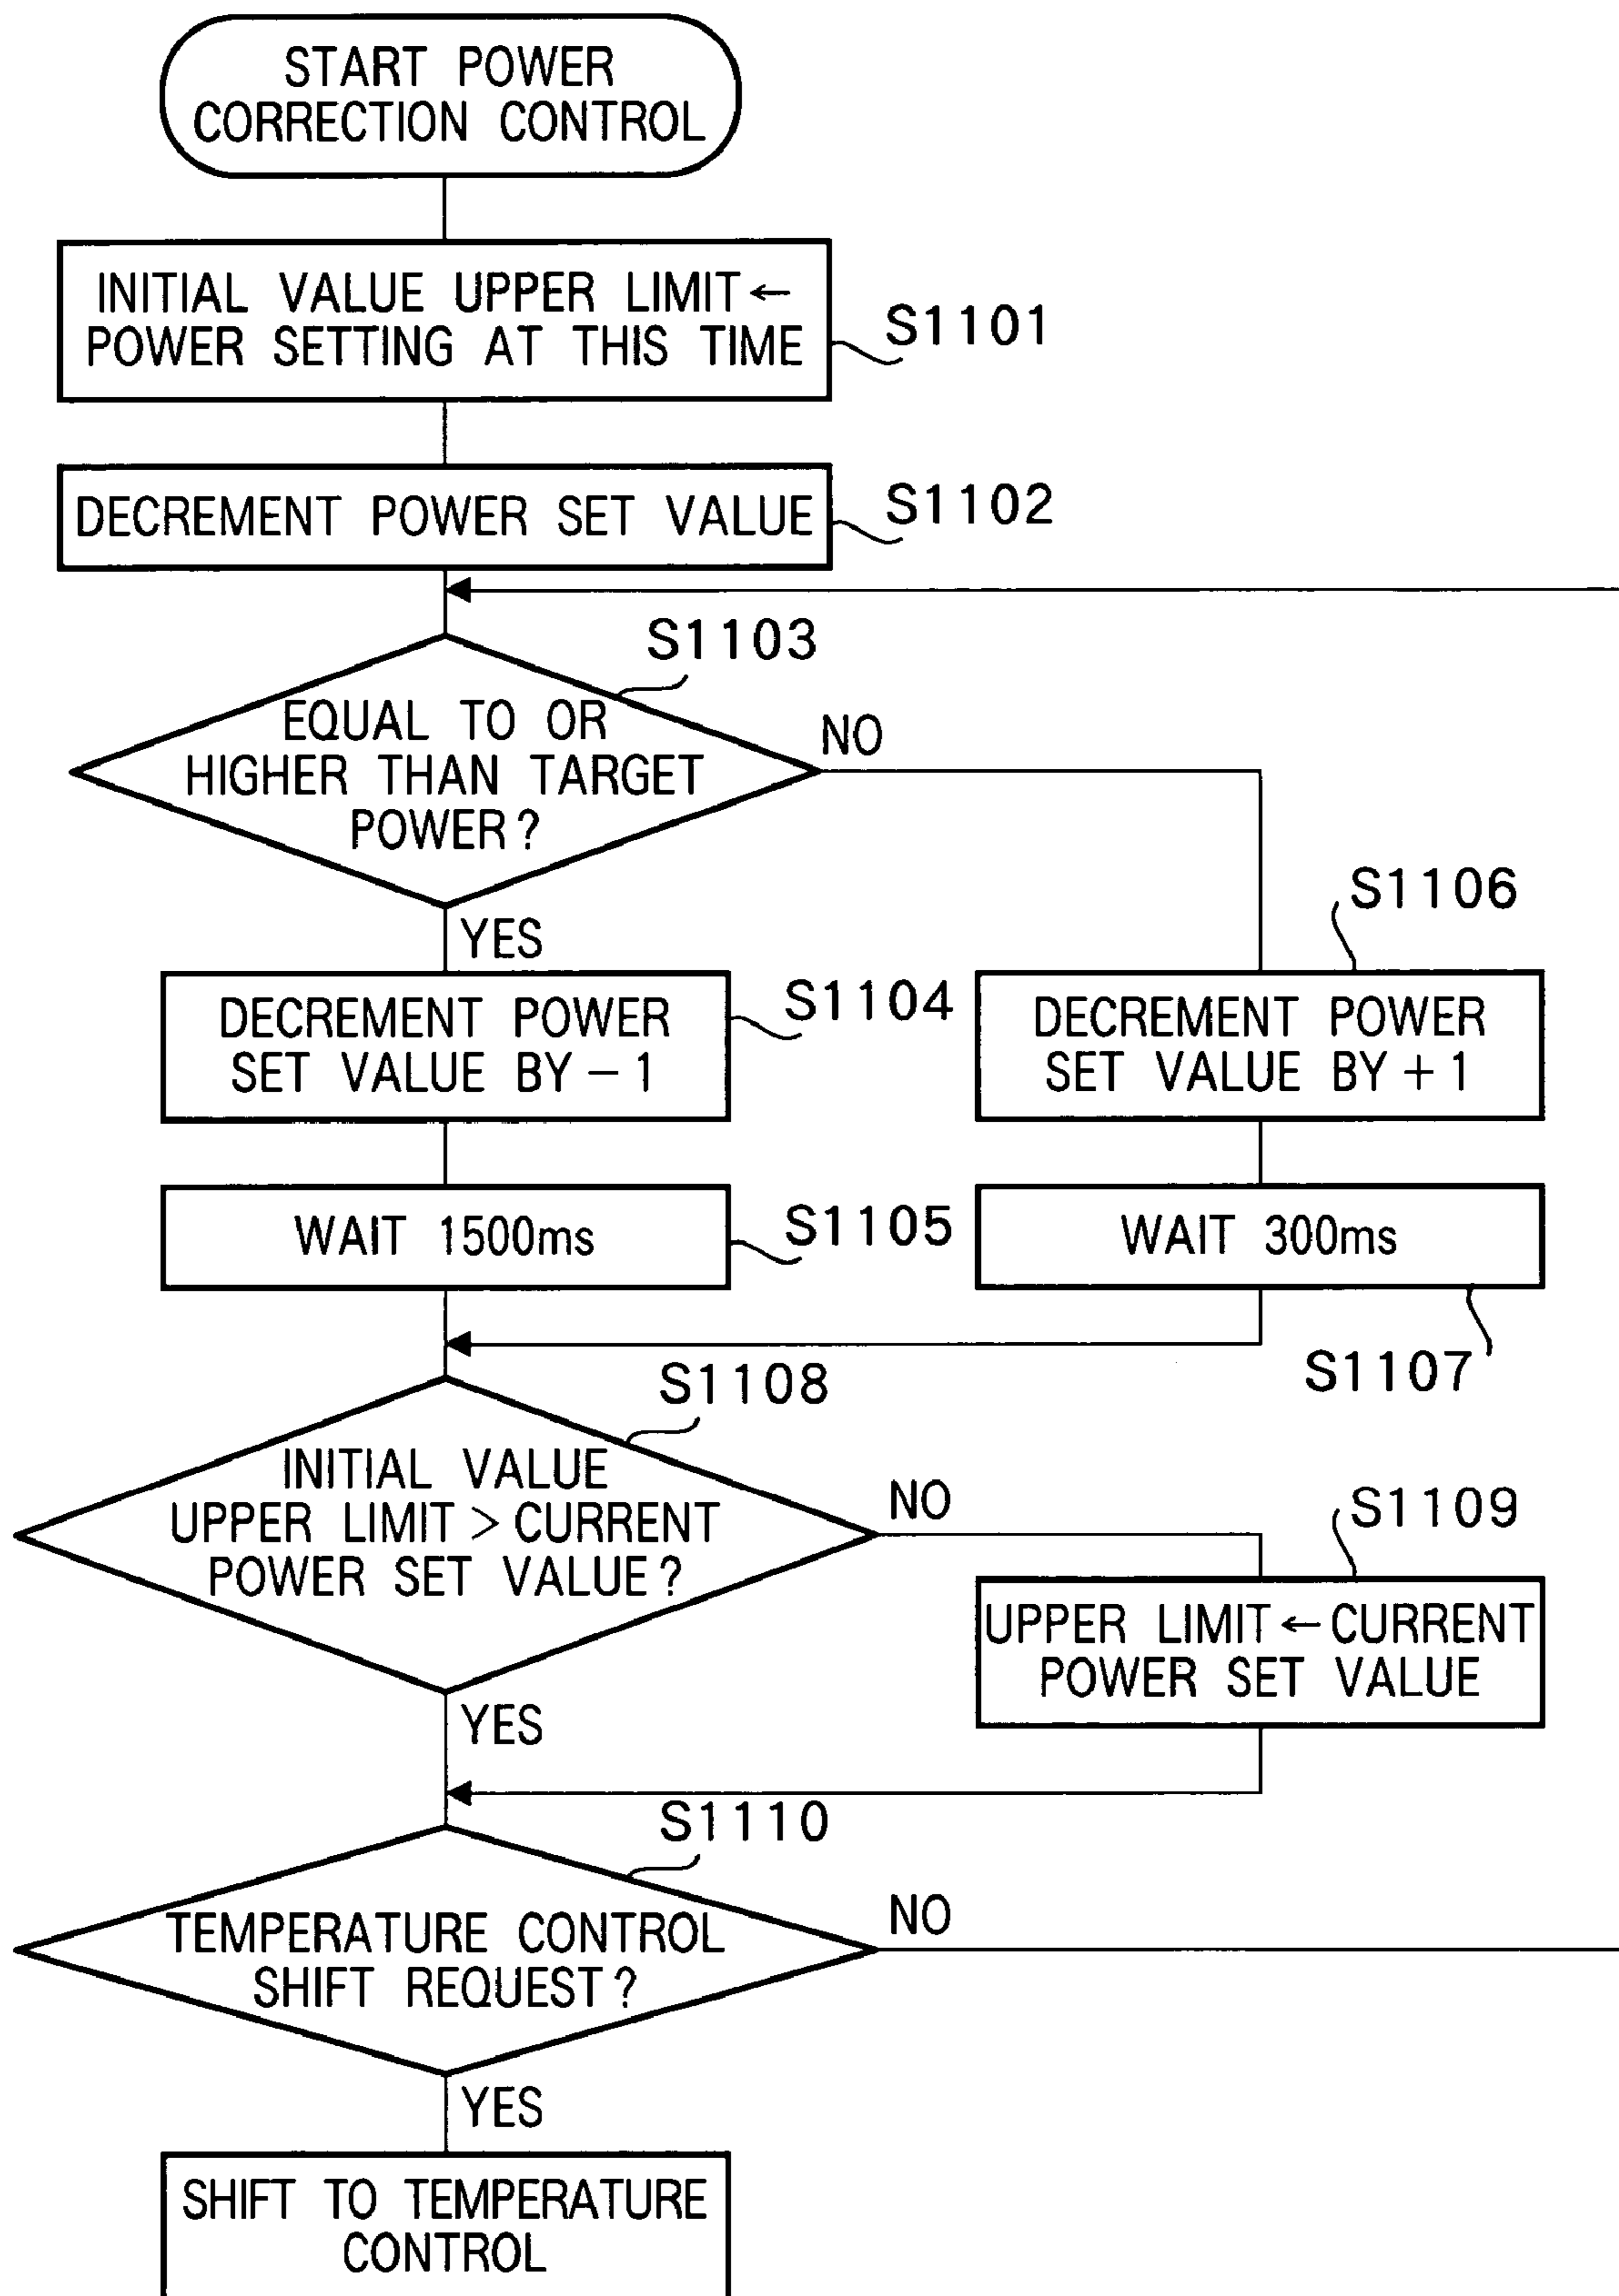 START POWER
CORRECTION CONTROL
INITIAL VALUE UPPER LIMIT ←
POWER SETTING AT THIS TIME
S1101
DECREMENT POWER SET VALUE
S1102
S1103
EQUAL TO OR
HIGHER THAN TARGET
POWER?
NO
YES
S1106
DECREMENT POWER
SET VALUE BY −1
S1104
DECREMENT POWER
SET VALUE BY +1
WAIT 1500ms
S1105
WAIT 300ms
S1107
S1108
INITIAL VALUE
UPPER LIMIT > CURRENT
POWER SET VALUE?
NO
S1109
UPPER LIMIT ← CURRENT
POWER SET VALUE
YES
S1110
TEMPERATURE CONTROL
SHIFT REQUEST?
NO
YES
SHIFT TO TEMPERATURE
CONTROL